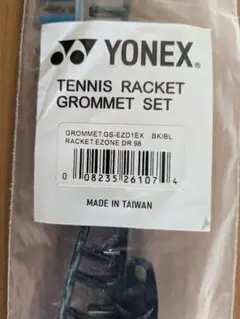 YONEX®
TENNIS RACKET
GROMMET SET
GROMMET:GS-EZD1EX BK/BL
RACKET:EZONE DR 98
0 08235 26107 4
MADE IN TAIWAN